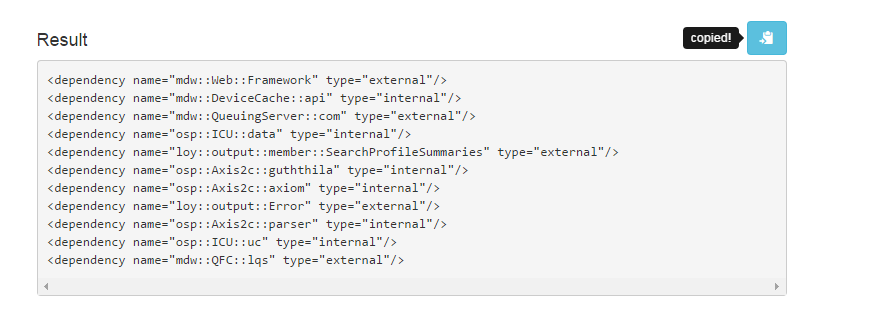 Result
copied!
<dependency name="mdw::Web::Framework" type="external"/>
<dependency name="mdw::DeviceCache::api" type="internal"/>
<dependency name="mdw::QueuingServer::com" type="external"/>
<dependency name="osp::ICU::data" type="internal"/>
<dependency name="loy::output::member::SearchProfileSummaries" type="external"/>
<dependency name="osp::Axis2c::guththila" type="internal"/>
<dependency name="osp::Axis2c::axiom" type="internal"/>
<dependency name="loy::output::Error" type="external"/>
<dependency name="osp::Axis2c::parser" type="internal"/>
<dependency name="osp::ICU::uc" type="internal"/>
<dependency name="mdw::QFC::lqs" type="external"/>